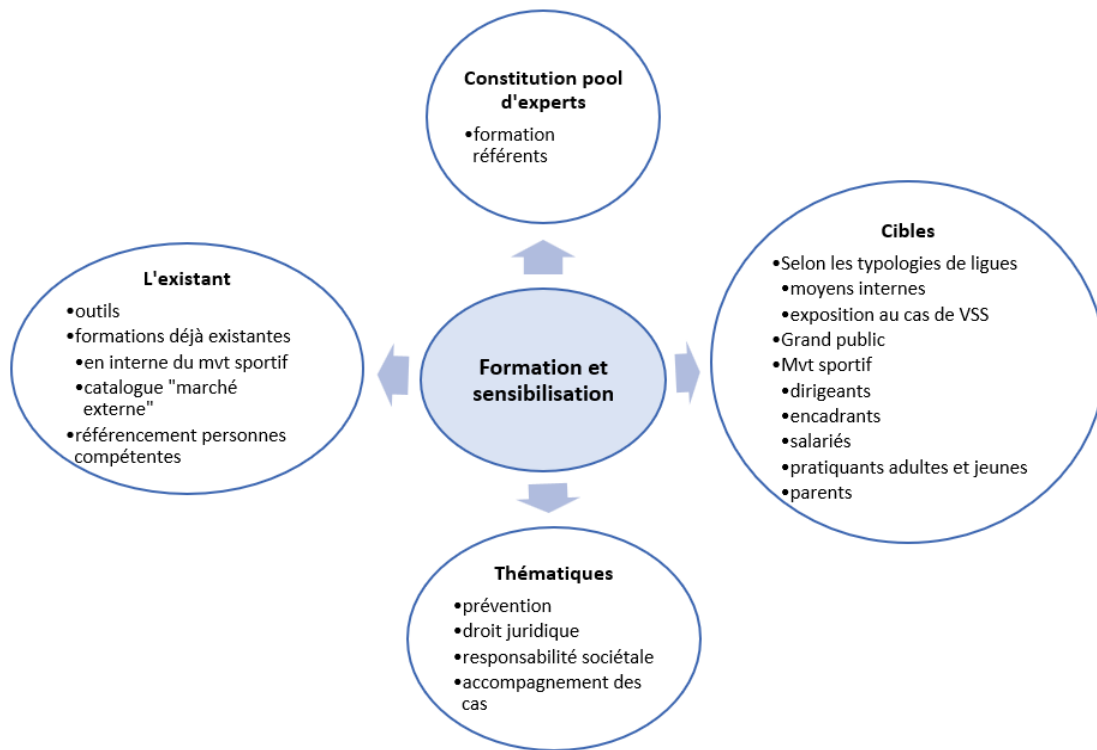 Constitution pool
d'experts
•formation
référents
L'existant
•outils
•formations déjà existantes
•en interne du mvt sportif
•catalogue "marché
externe"
•référencement personnes
compétentes
Formation et
sensibilisation
Cibles
•Selon les typologies de ligues
•moyens internes
•exposition au cas de VSS
•Grand public
•Mvt sportif
•dirigeants
•encadrants
•salariés
•pratiquants adultes et jeunes
•parents
Thématiques
•prévention
•droit juridique
•responsabilité sociétale
•accompagnement des
cas